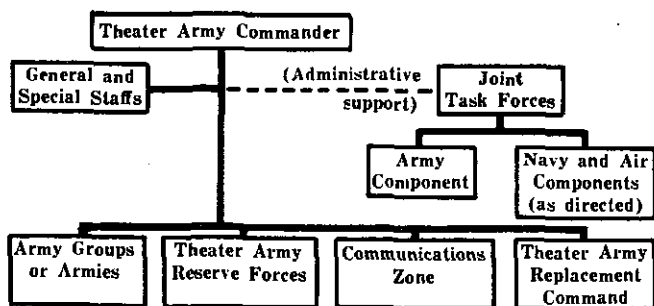 Theater Army Commander
General and
Special Staffs
(Administrative
support)
Joint
Task Forces
Army
Component
Navy and Air
Components
(as directed)
Army Groups
or Armies
Theater Army
Reserve Forces
Communications
Zone
Theater Army
Replacement
Command